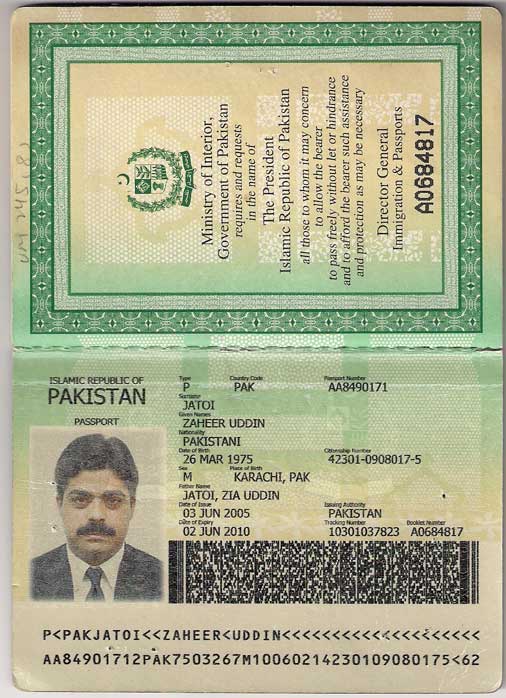 Ministry of Interior,
Government of Pakistan
requires and requests
in the name of
The President
Islamic Republic of Pakistan
all those to whom it may concern
to allow the bearer
to pass freely without let or hindrance
and to afford the bearer such assistance
and protection as may be necessary
Director General
Immigration & Passports
A0684817
ISLAMIC REPUBLIC OF
PAKISTAN
PASSPORT
Type Country Code Passport Number
P PAK AA8490171
Surname
JATOI
Given Names
ZAHEER UDDIN
Nationality
PAKISTANI
Date of Birth Citizenship Number
26 MAR 1975 42301-0908017-5
Sex Place of Birth
M KARACHI, PAK
Father Name
JATOI, ZIA UDDIN
Date of Issue Issuing Authority
03 JUN 2005 PAKISTAN
Date of Expiry Tracking Number Booklet Number
02 JUN 2010 10301037823 A0684817
P<PAKJATOI<<ZAHEER<UDDIN<<<<<<<<<<<<<<<<<<<<
AA84901712PAK7503267M10060214230109080175<62